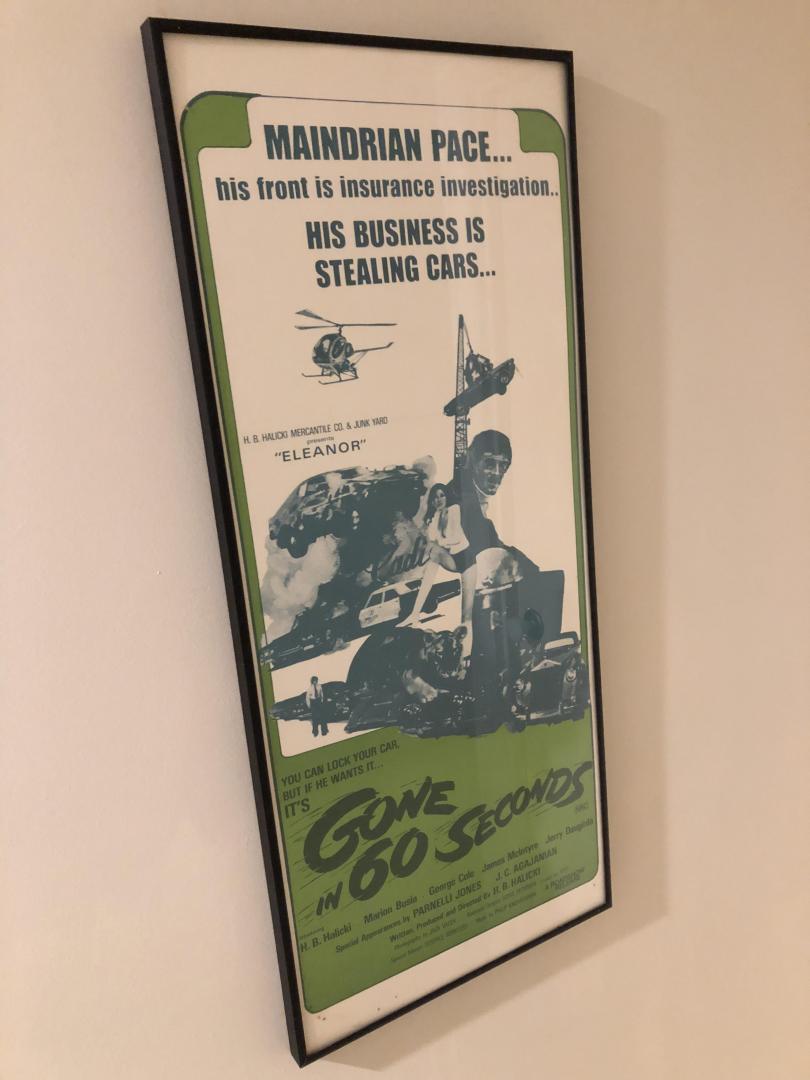 MAINDRIAN PACE...
his front is insurance investigation..
HIS BUSINESS IS
STEALING CARS...
H. B. HALICKI MERCANTILE CO. & JUNK YARD
presents
"ELEANOR"
YOU CAN LOCK YOUR CAR,
BUT IF HE WANTS IT...
IT'S
GONE
IN 60 SECONDS
H. B. Halicki Marion Busia George Cole James McIntyre Jerry Daugirda
Special Appearances by PARNELLI JONES J. C. AGAJANIAN
Written, Produced and Directed By H. B. HALICKI
A ROADSHOW
RELEASE